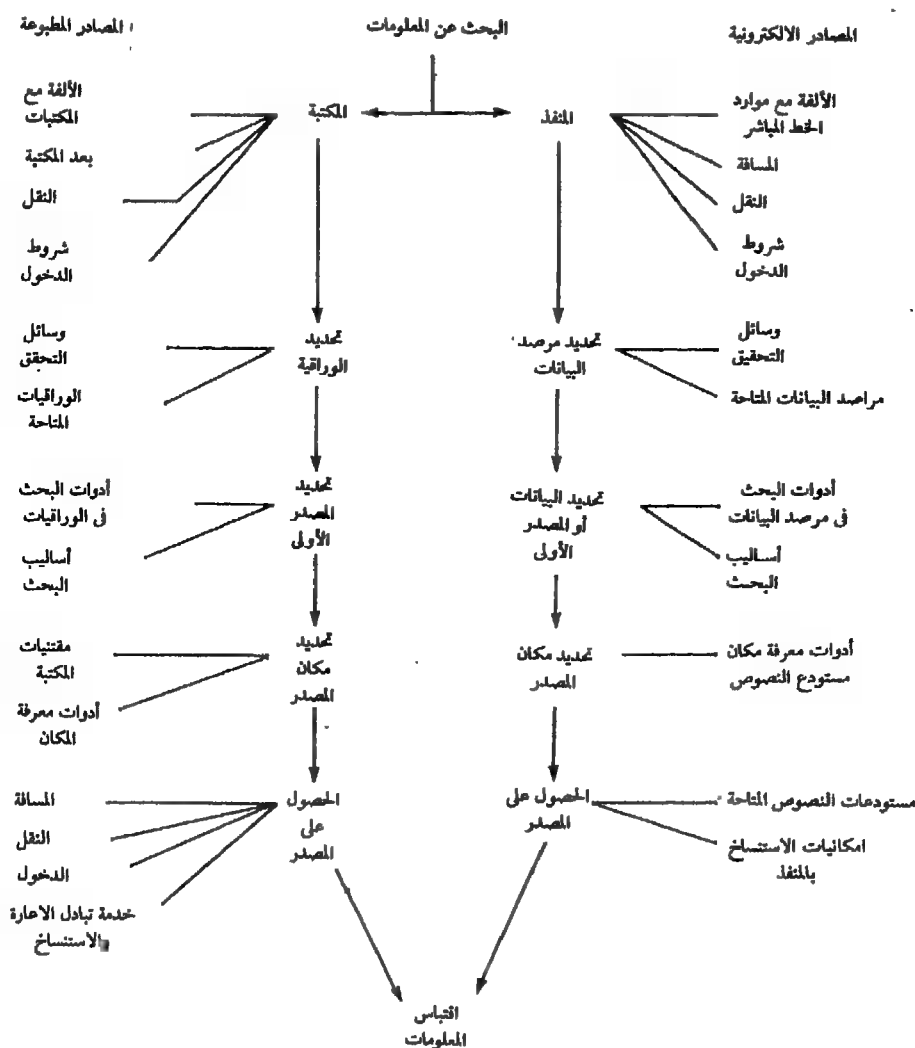 المصادر الالكترونية
البحث عن المعلومات
المصادر المطبوعة
الألفة مع موارد
الخط المباشر
المسافة
النقل
شروط
الدخول
المنفذ
المكتبة
الألفة مع
المكتبات
بعد المكتبة
النقل
شروط
الدخول
وسائل
التحقيق
مراصد البيانات المتاحة
تحديد مرصد
البيانات
تحديد
الوراقية
وسائل
التحقق
الوراقيات
المتاحة
أدوات البحث
فى مرصد البيانات
أساليب
البحث
تحديد البيانات
أو المصدر
الأولى
تحديد
المصدر
الأولى
أدوات البحث
فى الوراقيات
أساليب
البحث
أدوات معرفة مكان
مستودع النصوص
تحديد مكان
المصدر
تحديد
مكان
المصدر
مقتنيات
المكتبة
أدوات معرفة
المكان
مستودعات النصوص المتاحة
امكانيات الاستنساخ
بالمنفذ
الحصول على
المصدر
الحصول
على
المصدر
المسافة
النقل
الدخول
خدمة تبادل الاعارة
الاستنساخ
اقتباس
المعلومات